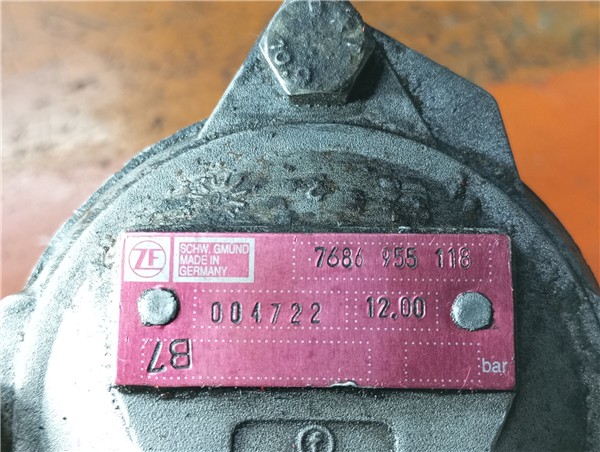 ZF
SCHW. GMÜND
MADE IN
GERMANY
7686 955 118
004722 12.00
B7
bar